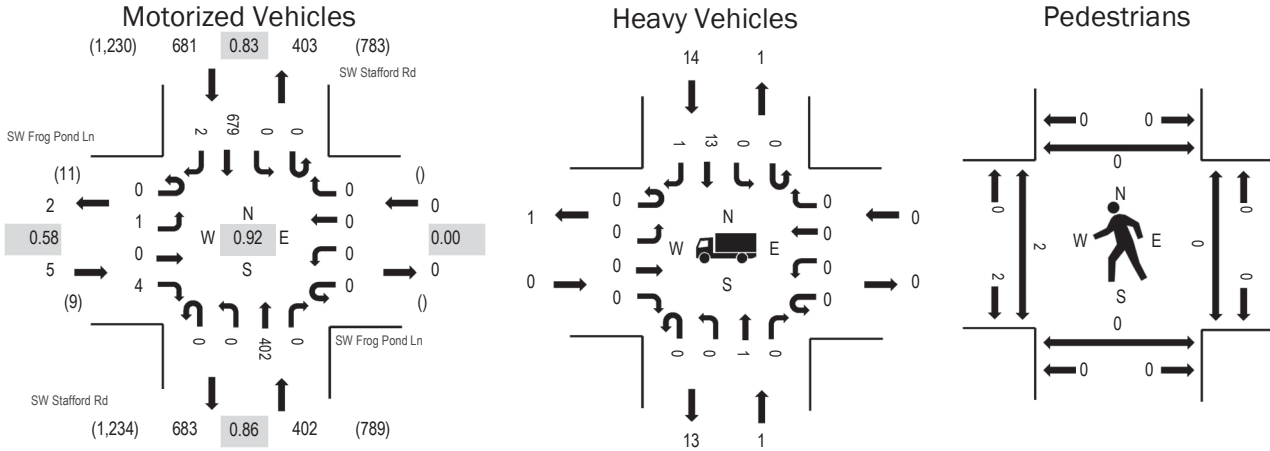 Motorized Vehicles
(1,230) 681 0.83 403 (783)
SW Stafford Rd
2 679 0 0
SW Frog Pond Ln
(11) ()
0 0
2 0
1 0
N
0.58 W 0.92 E 0.00
0 0
S
5 0
4 0
(9) ()
0 0 402 0
SW Frog Pond Ln
SW Stafford Rd
(1,234) 683 0.86 402 (789)
Heavy Vehicles
14 1
1 13 0 0
0 0
1 0
0 0
N
W E
0 0
S
0 0
0 0
0 0 1 0
13 1
Pedestrians
0 0
0
N
0 0
W E
2 0
2 0
S
0
0 0